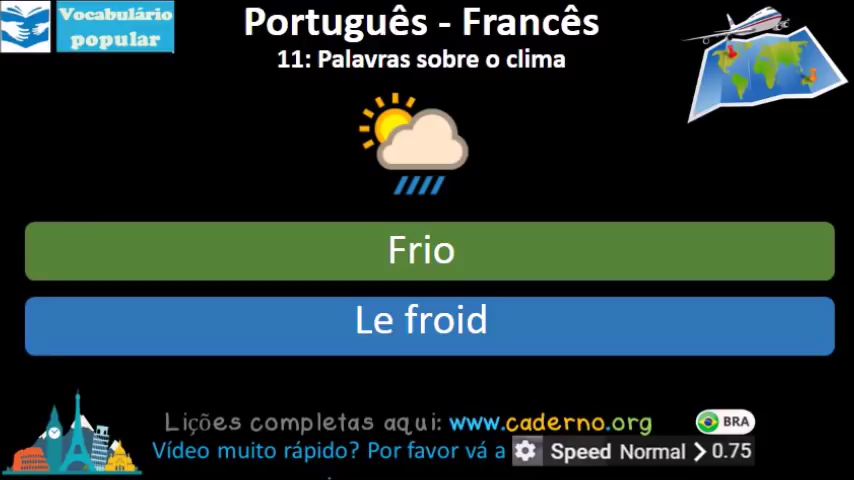 Vocabulário
popular
Português - Francês
11: Palavras sobre o clima
Frio
Le froid
Lições completas aqui: www.caderno.org
BRA
Vídeo muito rápido? Por favor vá a Speed Normal > 0.75